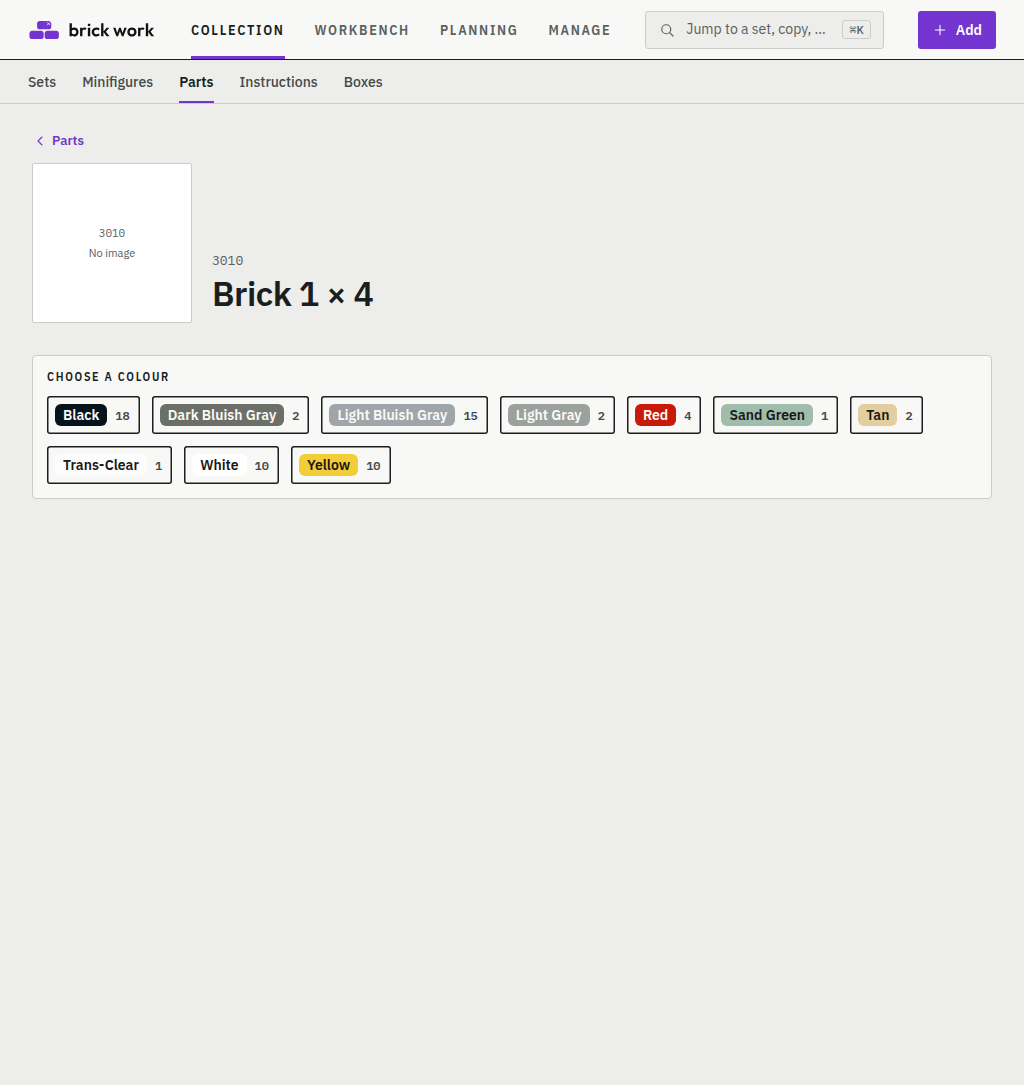 brick work
COLLECTION
WORKBENCH
PLANNING
MANAGE
Jump to a set, copy, ...
⌘K
+ Add
Sets
Minifigures
Parts
Instructions
Boxes
Parts
3010
No image
3010
Brick 1 × 4
CHOOSE A COLOUR
Black 18
Dark Bluish Gray 2
Light Bluish Gray 15
Light Gray 2
Red 4
Sand Green 1
Tan 2
Trans-Clear 1
White 10
Yellow 10